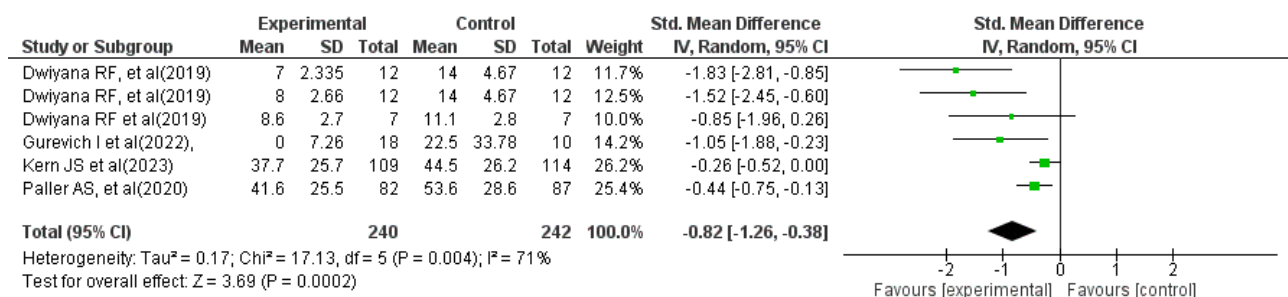 Experimental Control Std. Mean Difference Std. Mean Difference
Study or Subgroup Mean SD Total Mean SD Total Weight IV, Random, 95% CI IV, Random, 95% CI
Dwiyana RF, et al(2019) 7 2.335 12 14 4.67 12 11.7% -1.83 [-2.81, -0.85]
Dwiyana RF, et al(2019) 8 2.66 12 14 4.67 12 12.5% -1.52 [-2.45, -0.60]
Dwiyana RF et al(2019) 8.6 2.7 7 11.1 2.8 7 10.0% -0.85 [-1.96, 0.26]
Gurevich I et al(2022), 0 7.26 18 22.5 33.78 10 14.2% -1.05 [-1.88, -0.23]
Kern JS et al(2023) 37.7 25.7 109 44.5 26.2 114 26.2% -0.26 [-0.52, 0.00]
Paller AS, et al(2020) 41.6 25.5 82 53.6 28.6 87 25.4% -0.44 [-0.75, -0.13]
Total (95% CI) 240 242 100.0% -0.82 [-1.26, -0.38]
Heterogeneity: Tau² = 0.17; Chi² = 17.13, df = 5 (P = 0.004); I² = 71%
Test for overall effect: Z = 3.69 (P = 0.0002)
-2 -1 0 1 2
Favours [experimental] Favours [control]